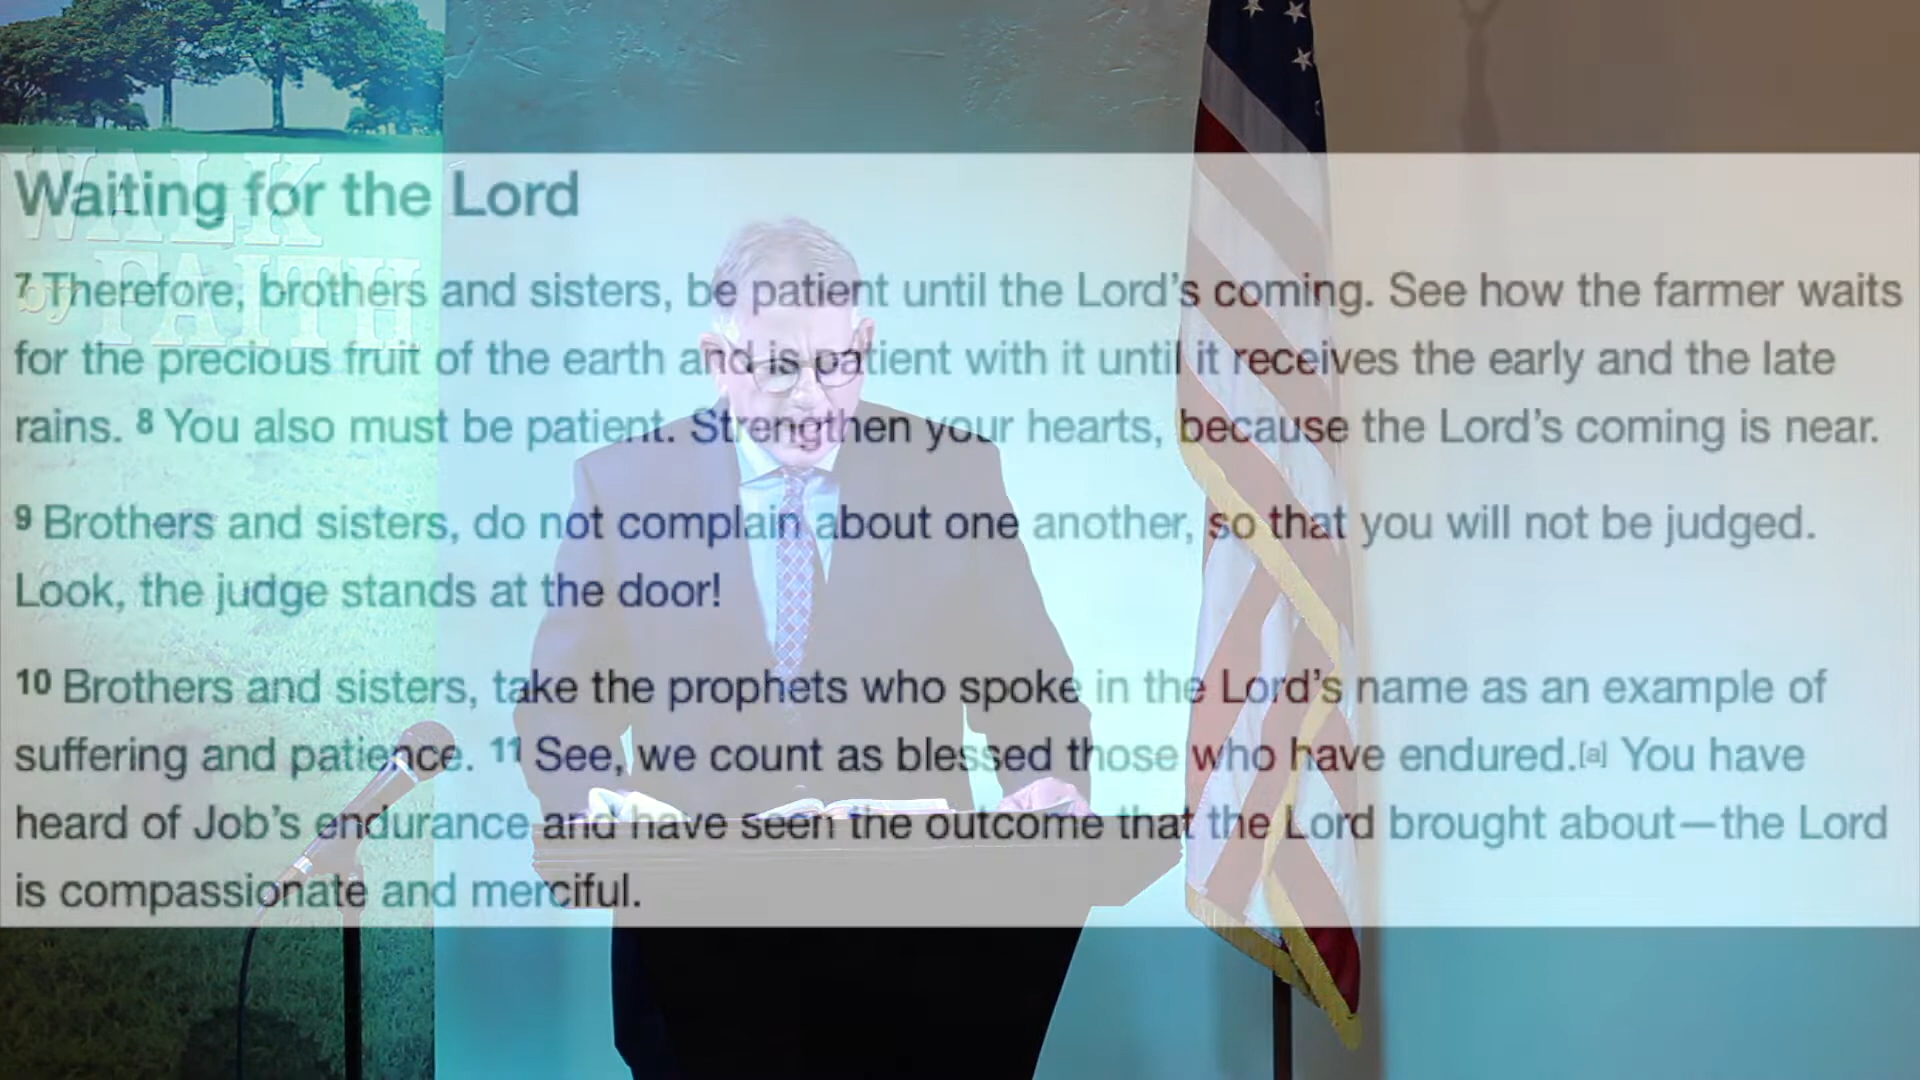 WALK
by FAITH
Waiting for the Lord
7 Therefore, brothers and sisters, be patient until the Lord’s coming. See how the farmer waits
for the precious fruit of the earth and is patient with it until it receives the early and the late
rains. 8 You also must be patient. Strengthen your hearts, because the Lord’s coming is near.
9 Brothers and sisters, do not complain about one another, so that you will not be judged.
Look, the judge stands at the door!
10 Brothers and sisters, take the prophets who spoke in the Lord’s name as an example of
suffering and patience. 11 See, we count as blessed those who have endured.[a] You have
heard of Job’s endurance and have seen the outcome that the Lord brought about—the Lord
is compassionate and merciful.